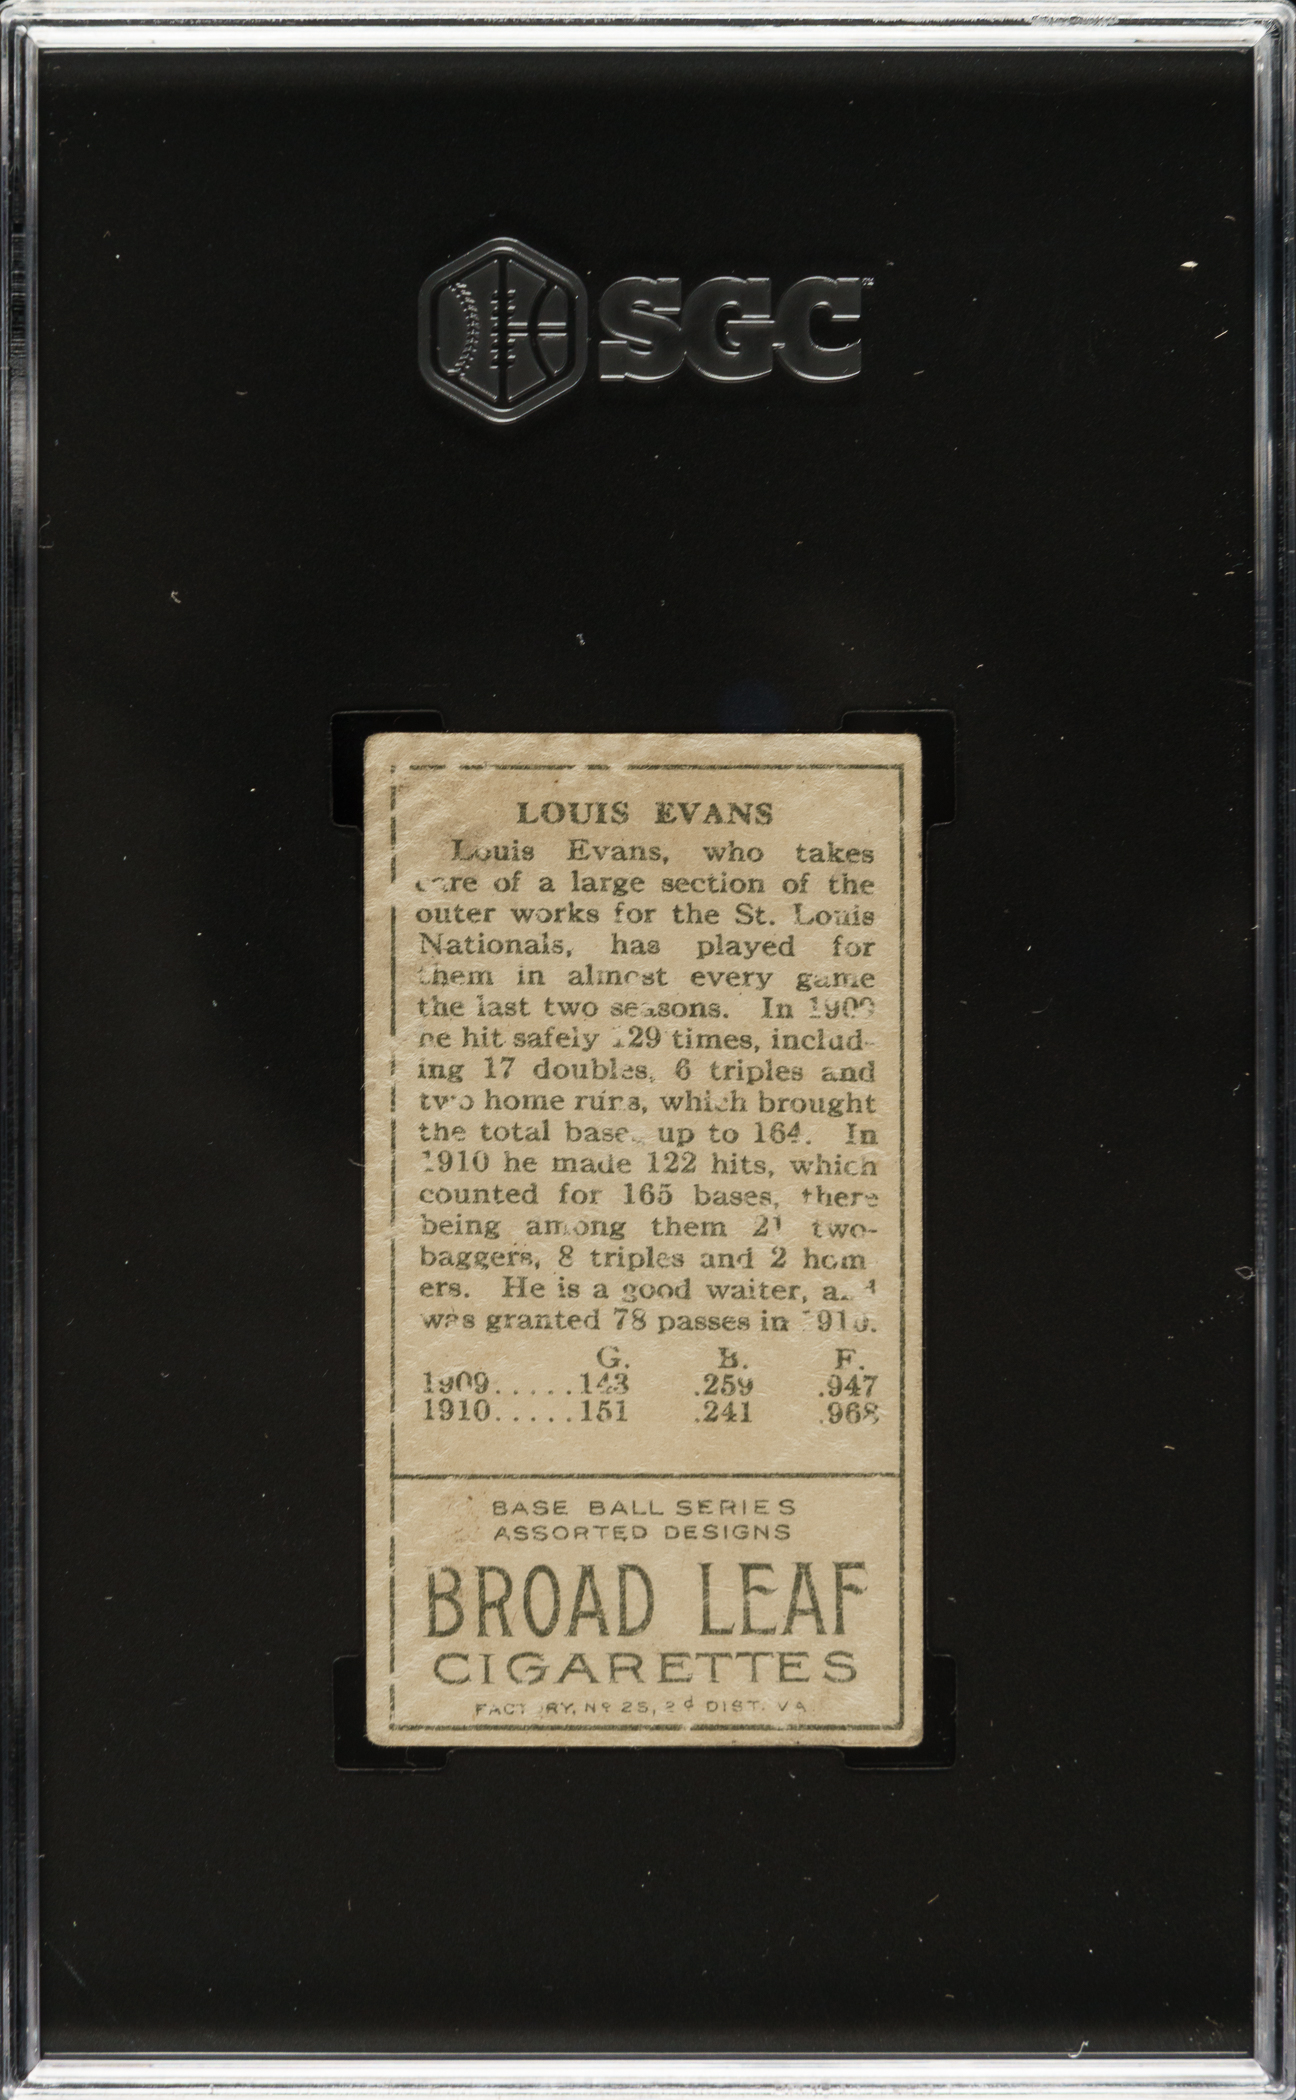 SGC
LOUIS EVANS
Louis Evans, who takes
care of a large section of the
outer works for the St. Louis
Nationals, has played for
them in almost every game
the last two seasons. In 1909
he hit safely 129 times, includ-
ing 17 doubles, 6 triples and
two home runs, which brought
the total bases up to 164. In
1910 he made 122 hits, which
counted for 165 bases, there
being among them 21 two-
baggers, 8 triples and 2 hom
ers. He is a good waiter, and
was granted 78 passes in 1910.
G. B. F.
1909.....143 .259 .947
1910.....151 .241 .968
BASE BALL SERIES
ASSORTED DESIGNS
BROAD LEAF
CIGARETTES
FACTORY, Nº 25, 2d DIST. VA